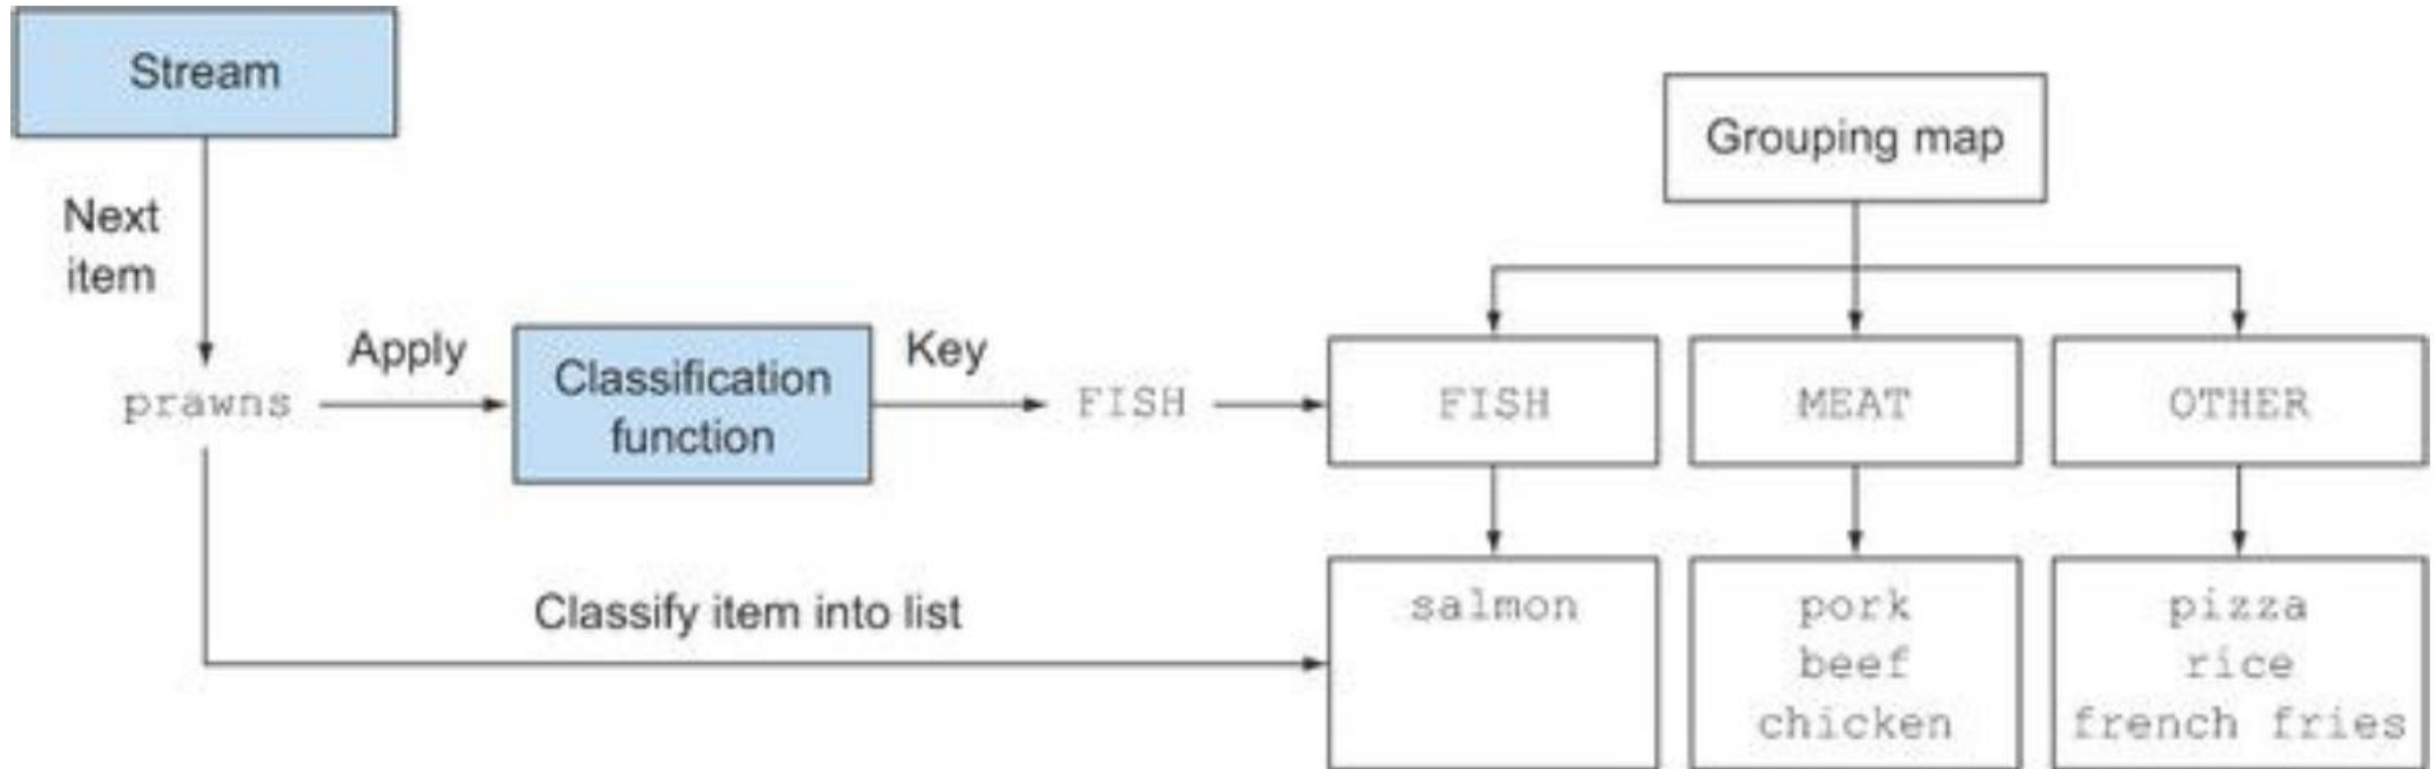 Stream
Grouping map
Next
item
Apply
Key
prawns
Classification
function
FISH
FISH
MEAT
OTHER
Classify item into list
salmon
pork
beef
chicken
pizza
rice
french fries